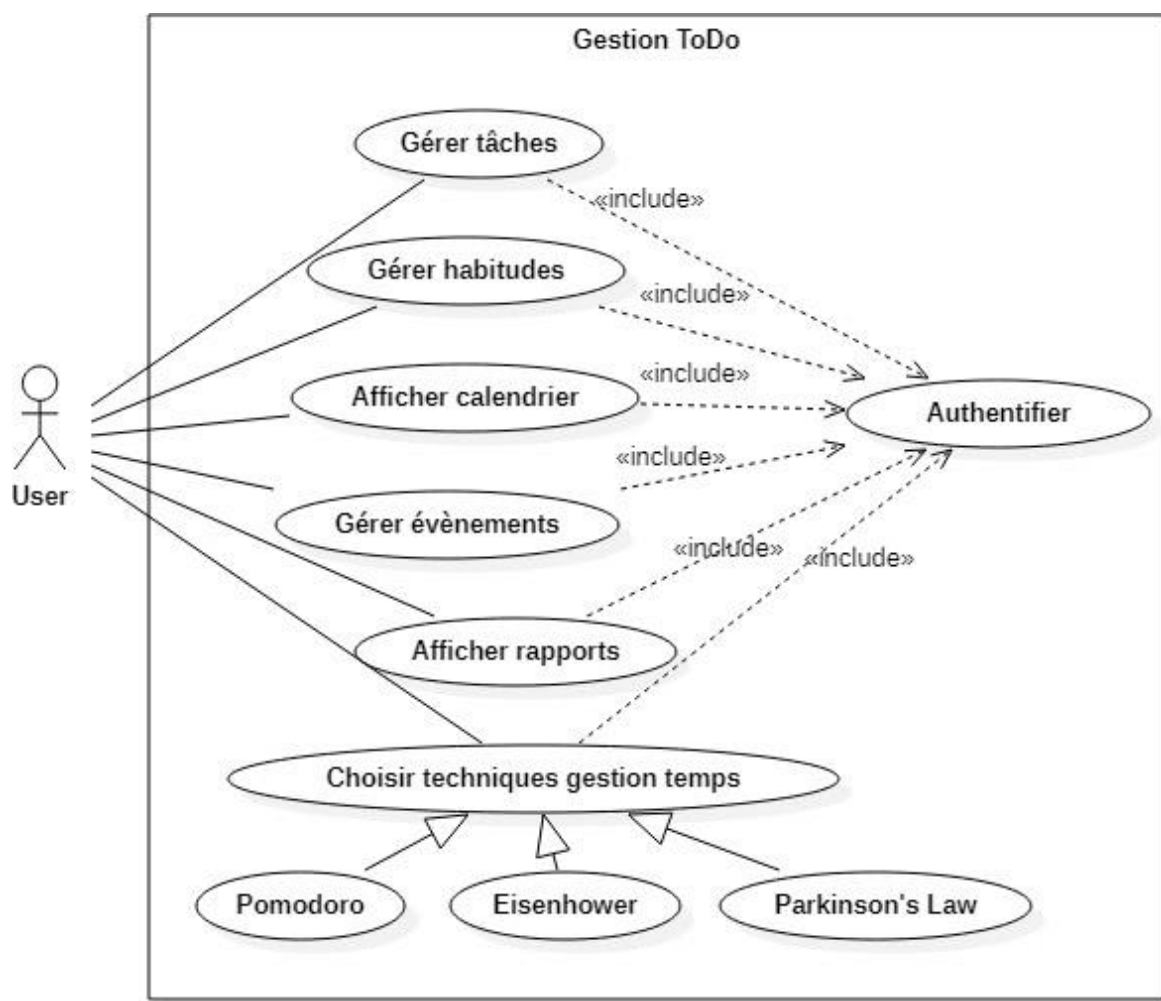 Gestion ToDo
Gérer tâches
«include»
Gérer habitudes
«include»
Afficher calendrier
«include»
Authentifier
User
Gérer évènements
«include»
Afficher rapports
«include»
«include»
Choisir techniques gestion temps
Pomodoro
Eisenhower
Parkinson's Law